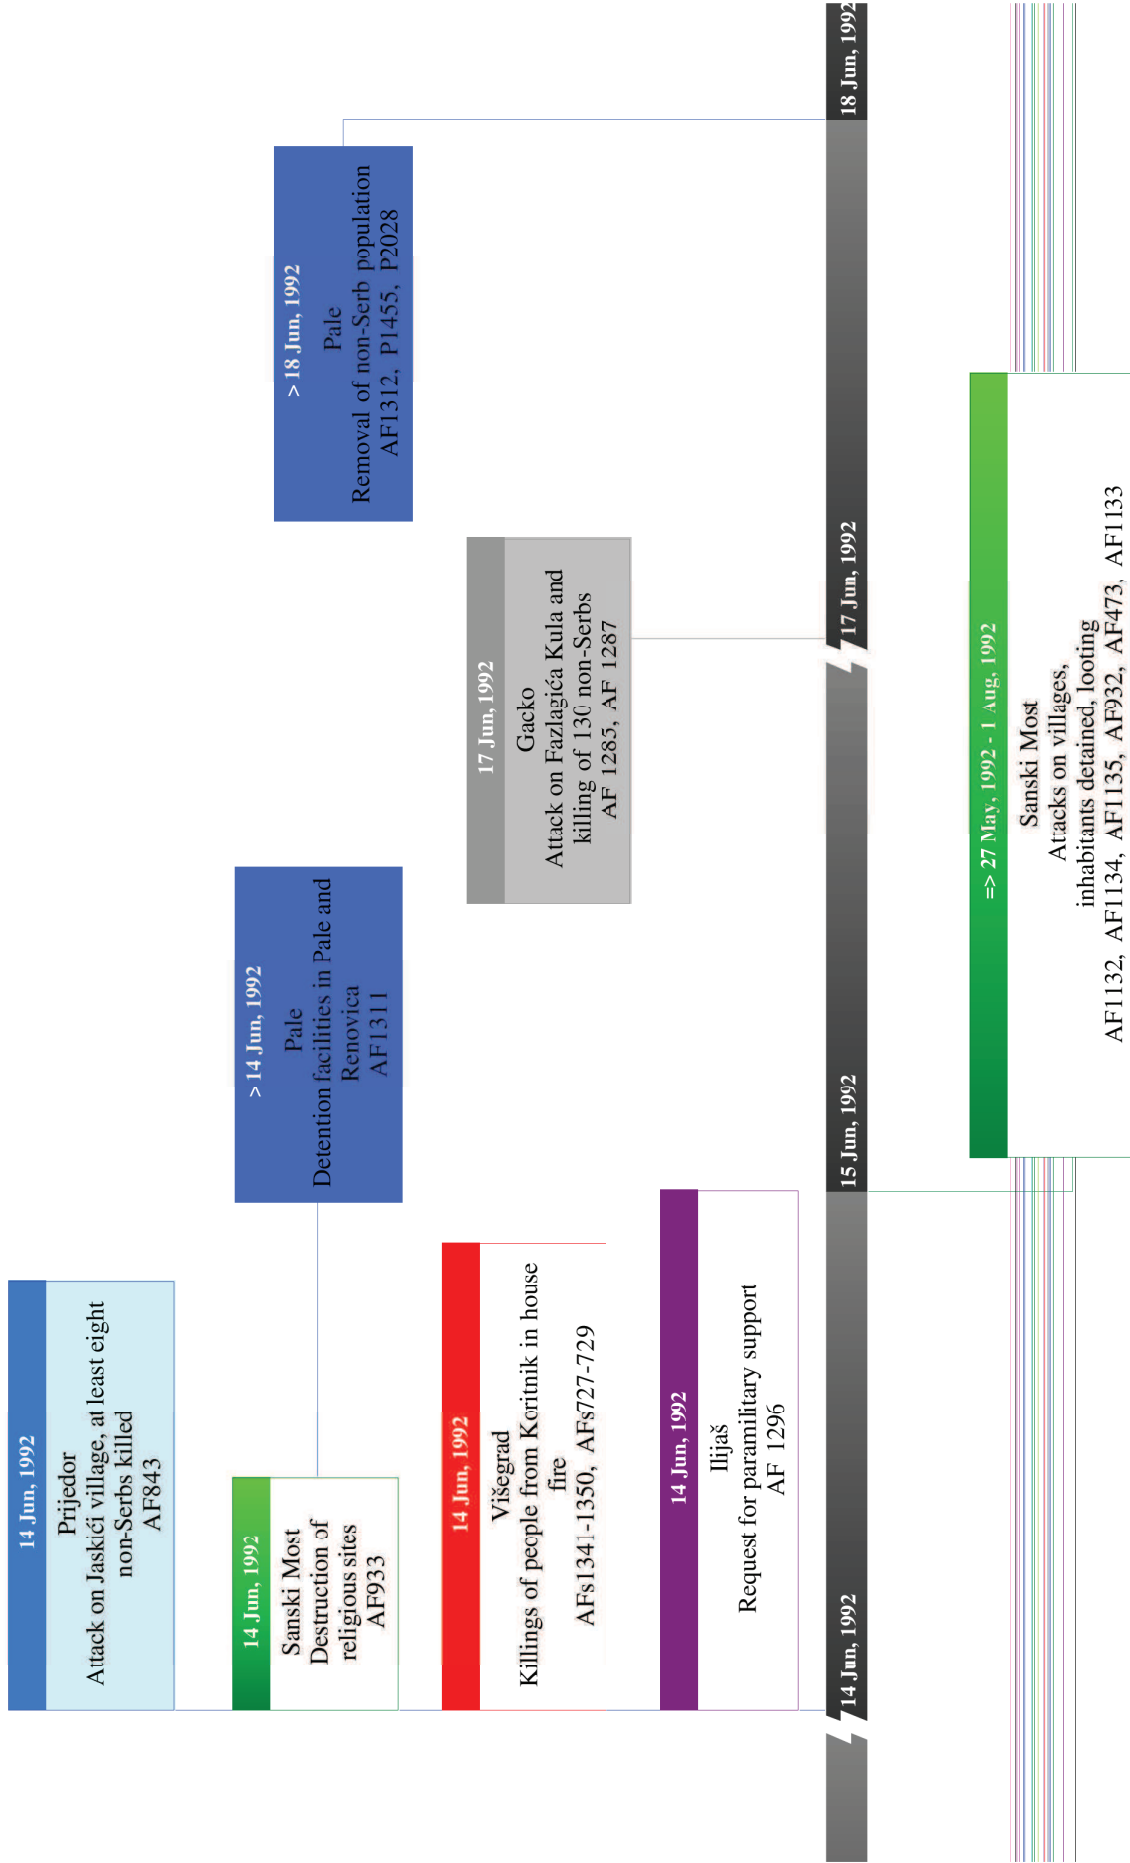 14 Jun, 1992
Prijedor
Attack on Jaskići village, at least eight
non-Serbs killed
AF843
14 Jun, 1992
Sanski Most
Destruction of
religious sites
AF933
> 14 Jun, 1992
Pale
Detention facilities in Pale and
Renovica
AF1311
> 18 Jun, 1992
Pale
Removal of non-Serb population
AF1312, P1455, P2028
14 Jun, 1992
Višegrad
Killings of people from Koritnik in house
fire
AFs1341-1350, AFs727-729
17 Jun, 1992
Gacko
Attack on Fazlagića Kula and
killing of 130 non-Serbs
AF 1285, AF 1287
14 Jun, 1992
Ilijaš
Request for paramilitary support
AF 1296
14 Jun, 1992
15 Jun, 1992
17 Jun, 1992
18 Jun, 1992
=> 27 May, 1992 - 1 Aug, 1992
Sanski Most
Attacks on villages,
inhabitants detained, looting
AF1132, AF1134, AF1135, AF932, AF473, AF1133